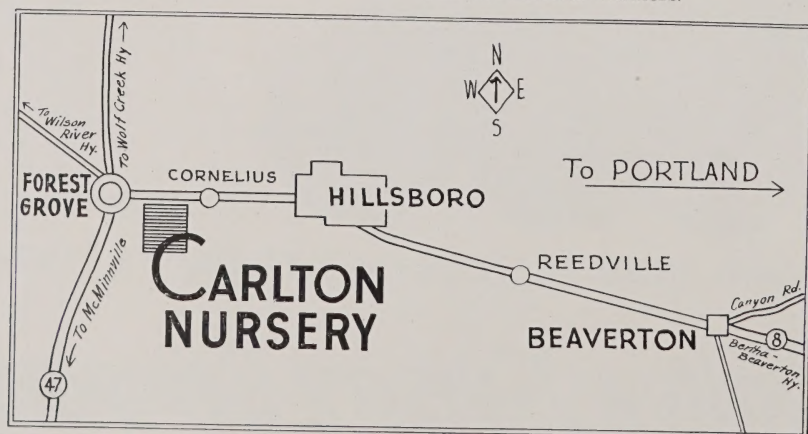 N
W E
S
To Wolf Creek Hy
To Wilson
River
Hy.
FOREST
GROVE
CORNELIUS
HILLSBORO
To PORTLAND
CARLTON
NURSERY
To McMinnville
47
REEDVILLE
BEAVERTON
Canyon Rd.
8
Bertha-
Beaverton
Hy.